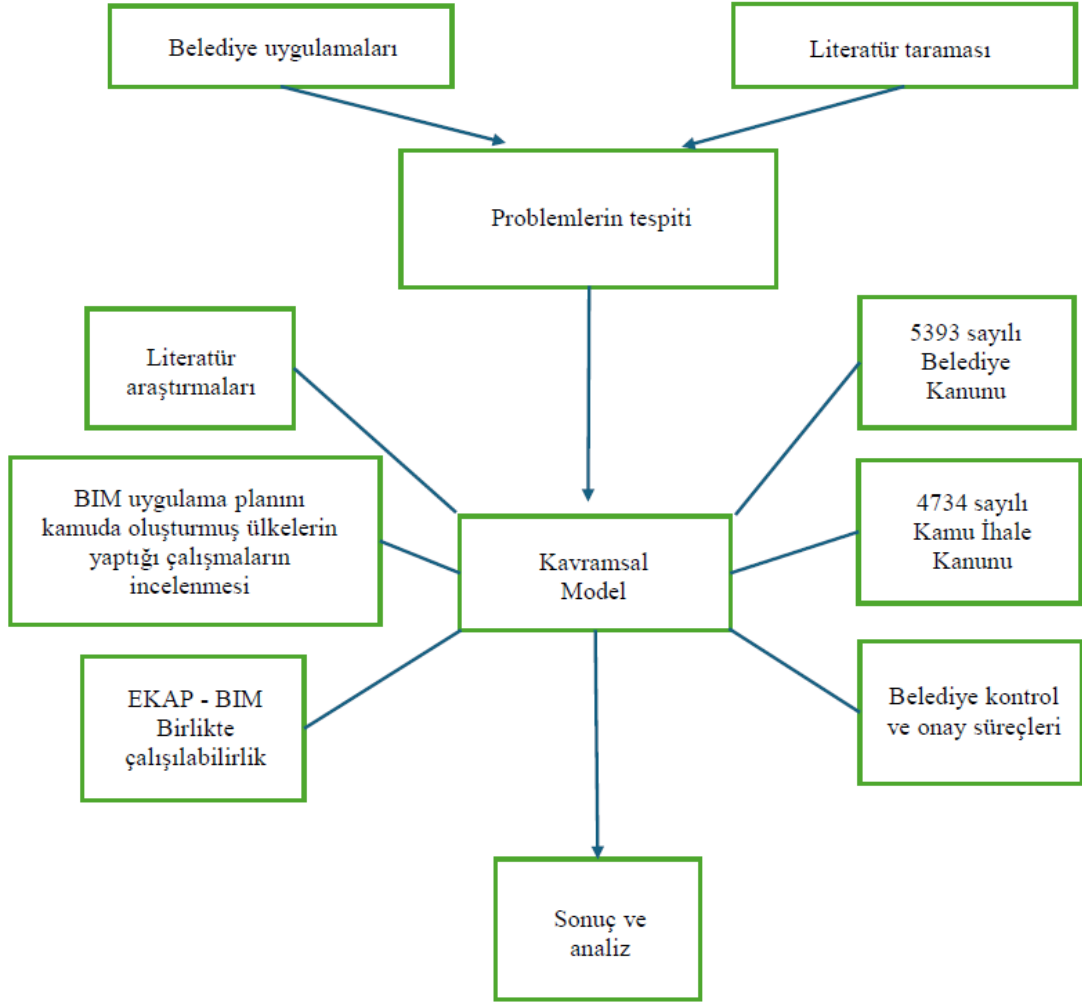 Belediye uygulamaları
Literatür taraması
Problemlerin tespiti
Literatür
araştırmaları
5393 sayılı
Belediye
Kanunu
BIM uygulama planını
kamuda oluşturmuş ülkelerin
yaptığı çalışmaların
incelenmesi
Kavramsal
Model
4734 sayılı
Kamu İhale
Kanunu
EKAP - BIM
Birlikte
çalışılabilirlik
Belediye kontrol
ve onay süreçleri
Sonuç ve
analiz